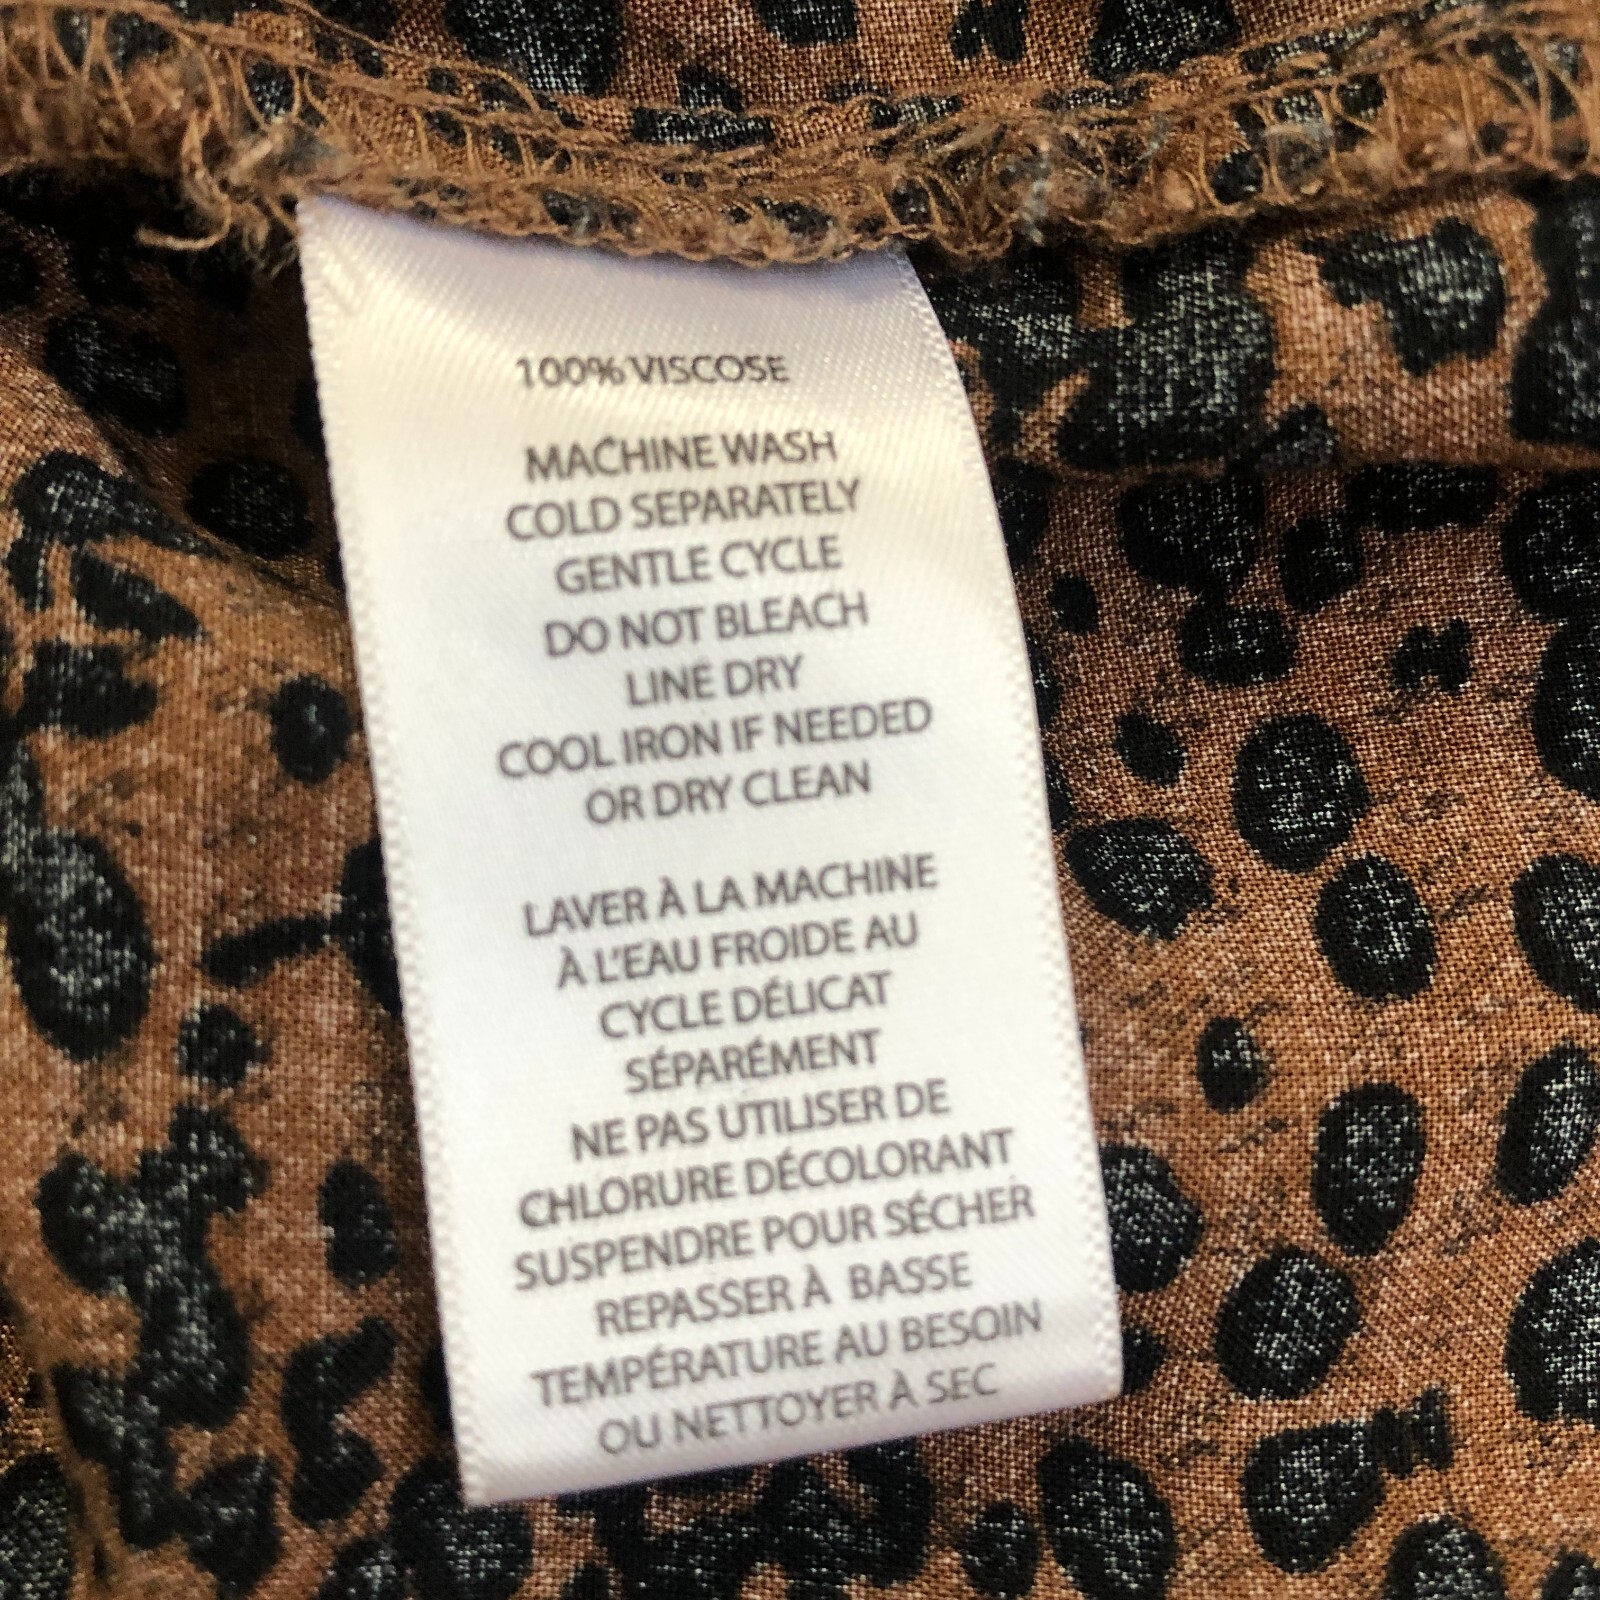 100% VISCOSE
MACHINE WASH
COLD SEPARATELY
GENTLE CYCLE
DO NOT BLEACH
LINE DRY
COOL IRON IF NEEDED
OR DRY CLEAN
LAVER À LA MACHINE
À L'EAU FROIDE AU
CYCLE DÉLICAT
SÉPARÉMENT
NE PAS UTILISER DE
CHLORURE DÉCOLORANT
SUSPENDRE POUR SÉCHER
REPASSER À BASSE
TEMPÉRATURE AU BESOIN
OU NETTOYER À SEC